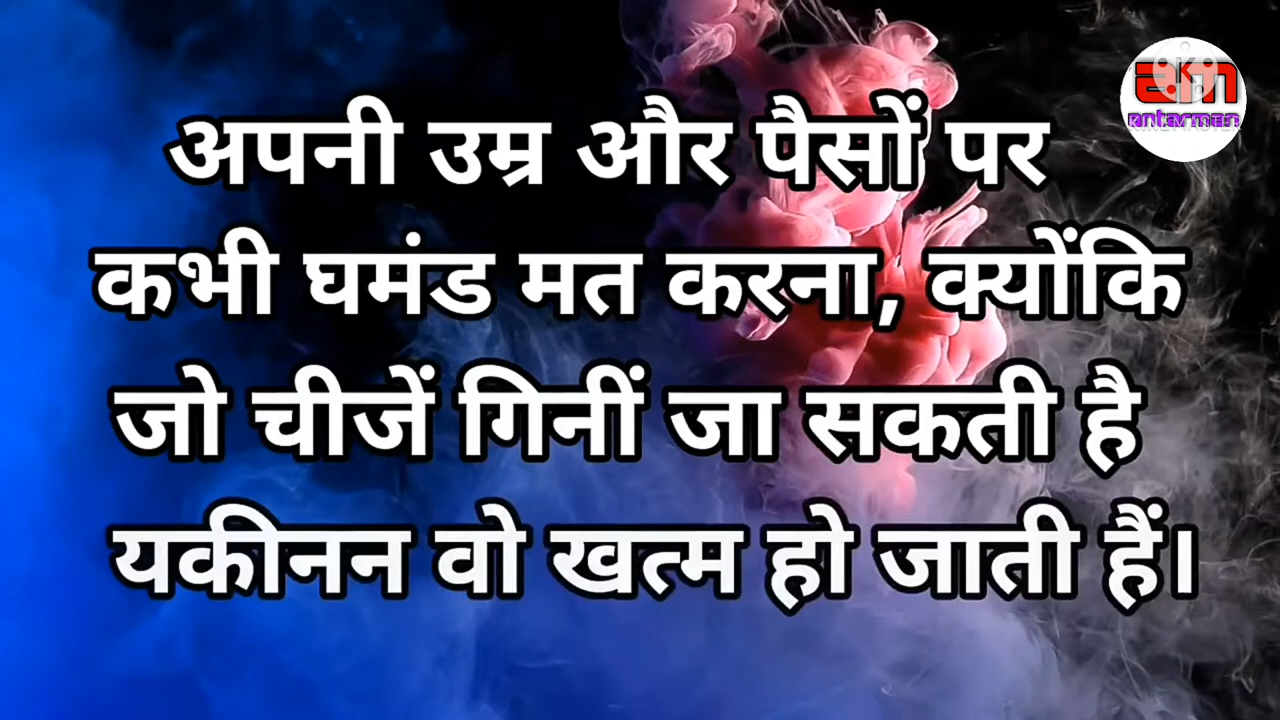 अपनी उम्र और पैसों पर
कभी घमंड मत करना, क्योंकि
जो चीजें गिनीं जा सकती है
यकीनन वो खत्म हो जाती हैं।